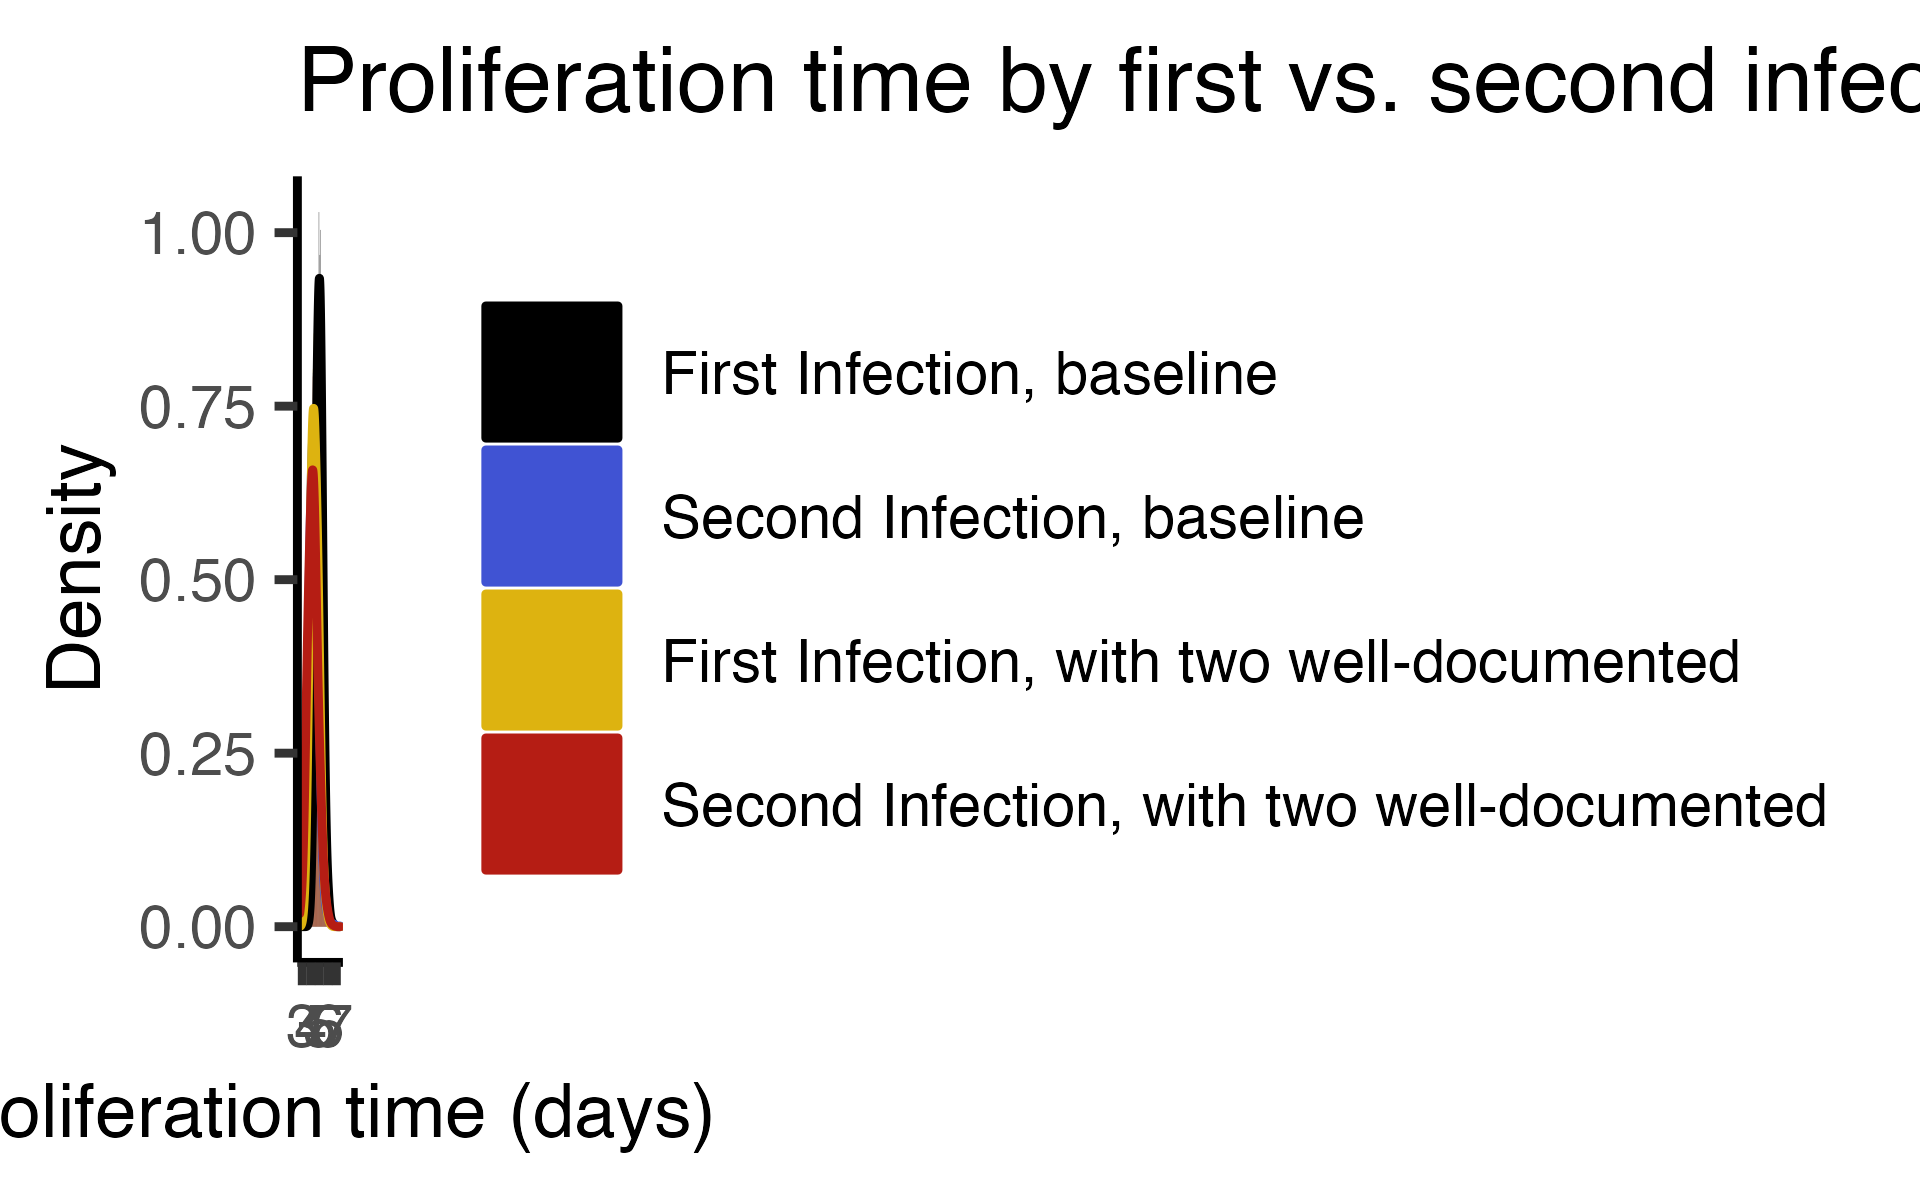 Proliferation time by first vs. second infec
1.00
0.75
0.50
0.25
0.00
Density
First Infection, baseline
Second Infection, baseline
First Infection, with two well-documented
Second Infection, with two well-documented
oliferation time (days)